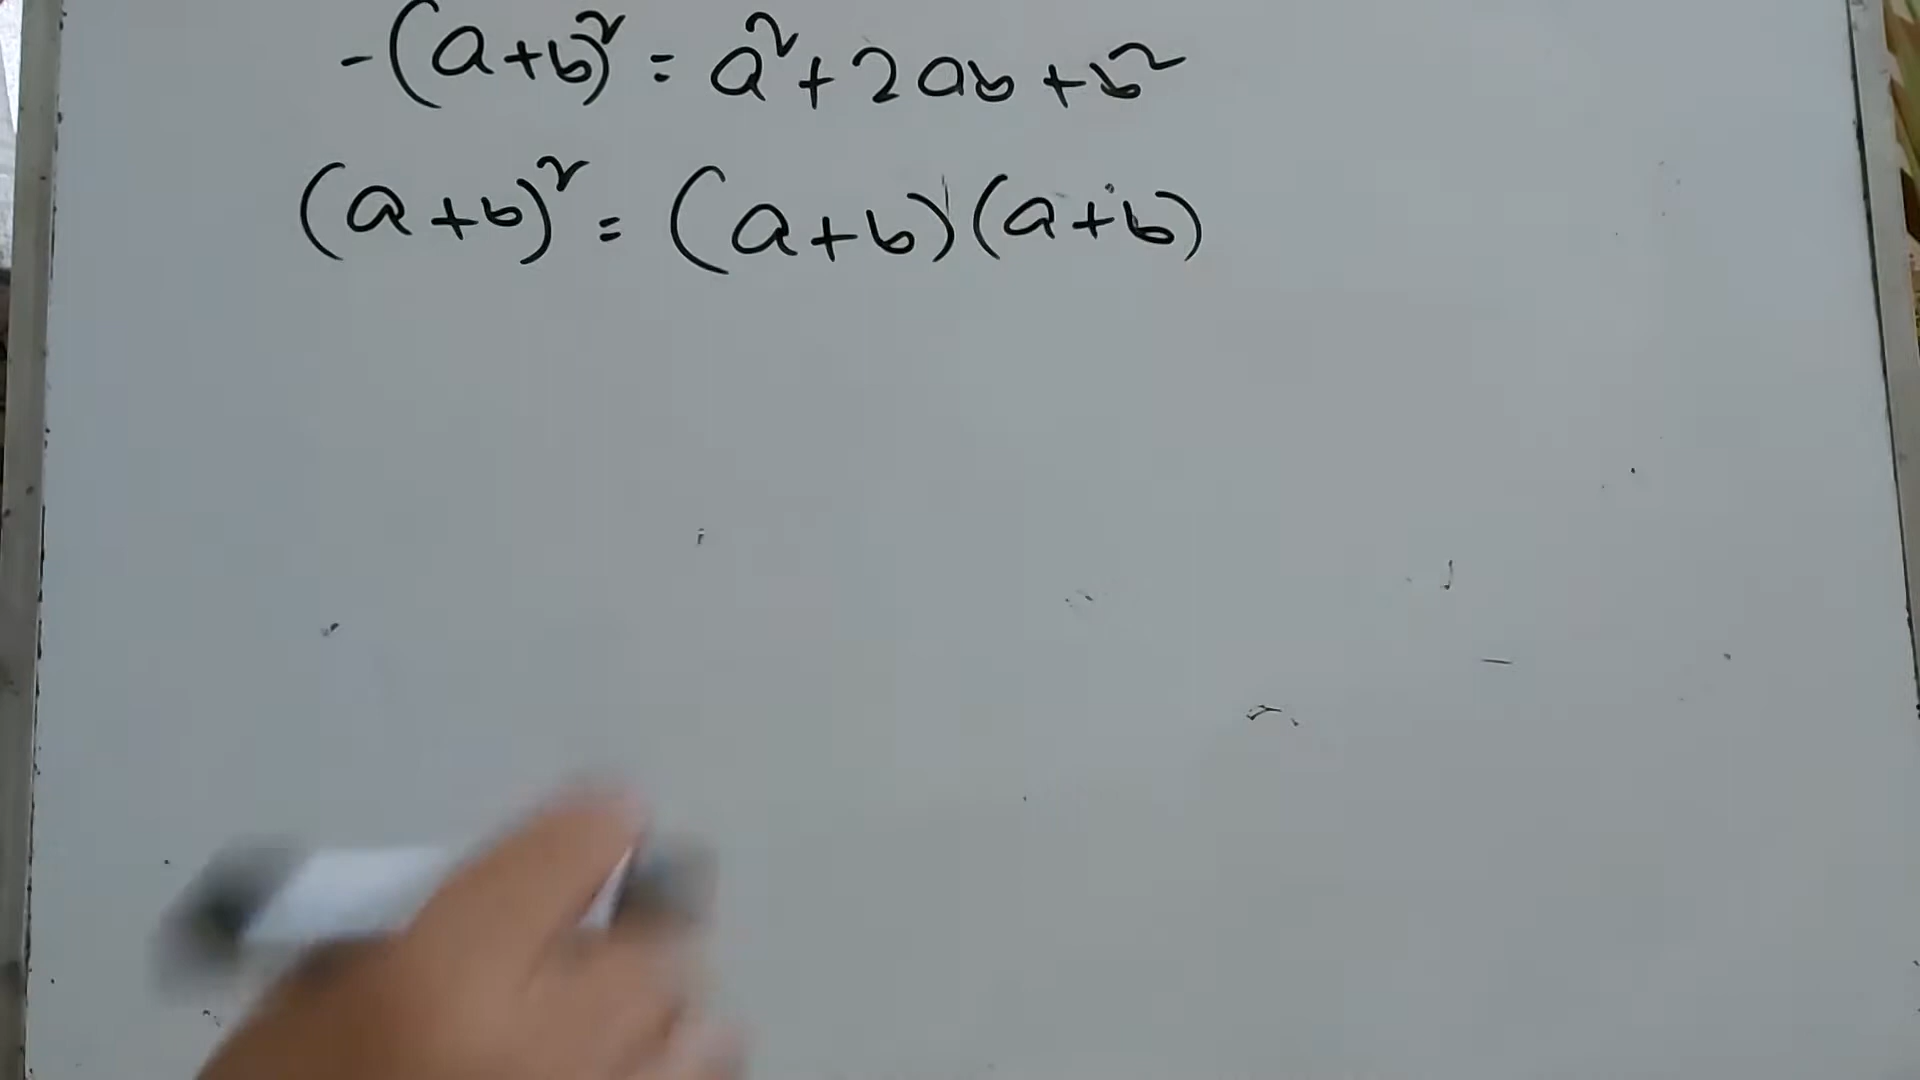 -(a+b)² = a²+2ab+b²
(a+b)² = (a+b)(a+b)